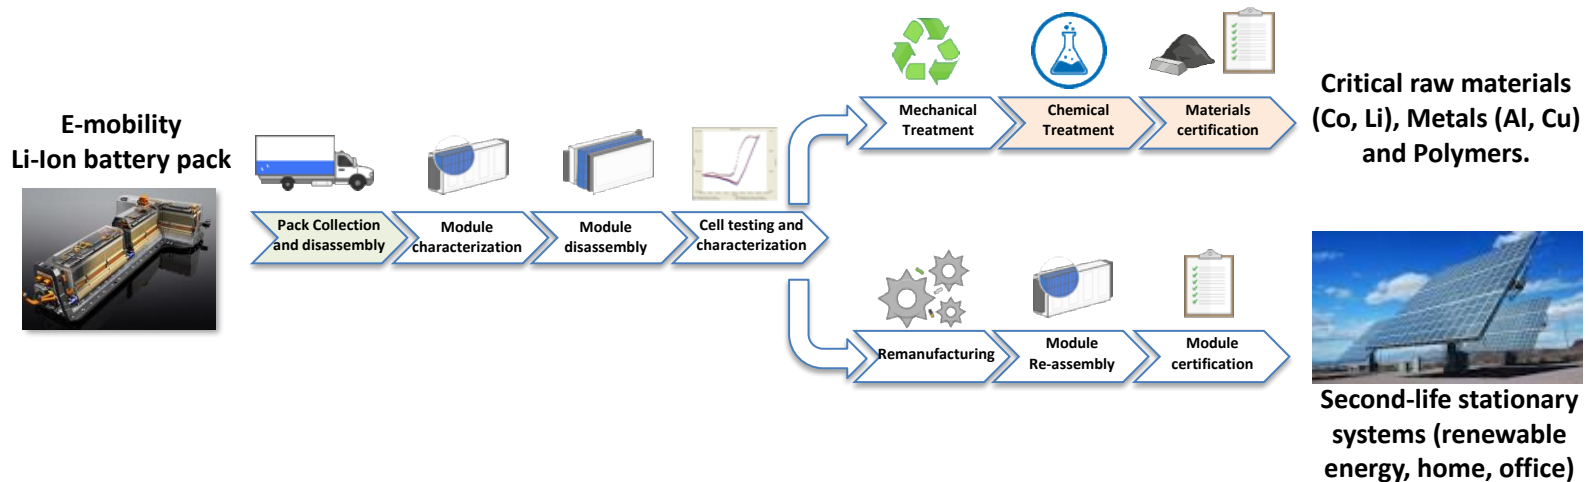 E-mobility
Li-Ion battery pack
Pack Collection
and disassembly
Module
characterization
Module
disassembly
Cell testing and
characterization
Mechanical
Treatment
Chemical
Treatment
Materials
certification
Critical raw materials
(Co, Li), Metals (Al, Cu)
and Polymers.
Remanufacturing
Module
Re-assembly
Module
certification
Second-life stationary
systems (renewable
energy, home, office)